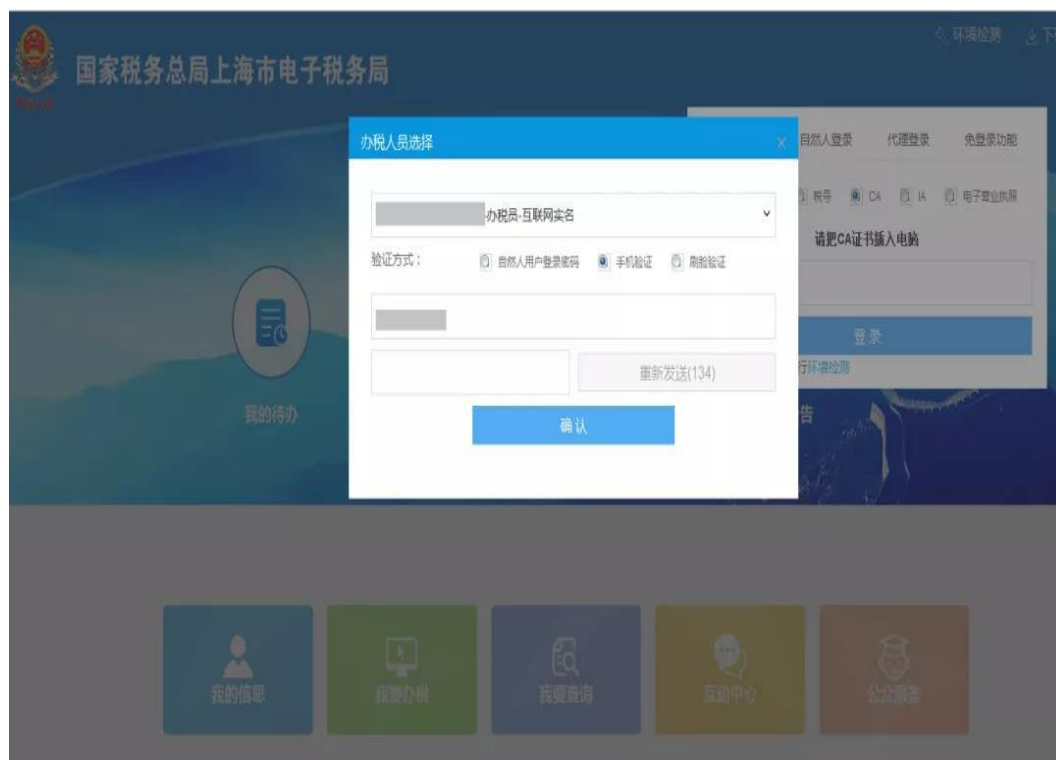 环境检测
国家税务总局上海市电子税务局
办税人员选择
自然人登录 代理登录 免登录功能
-办税员-互联网实名
税号 CA IA 电子营业执照
请把CA证书插入电脑
验证方式： 自然人用户登录密码 手机验证 刷脸验证
登录
重新发送(134)
行环境检测
我的待办
确认
告
我的信息 我要办税 我要查询 互动中心 公众服务